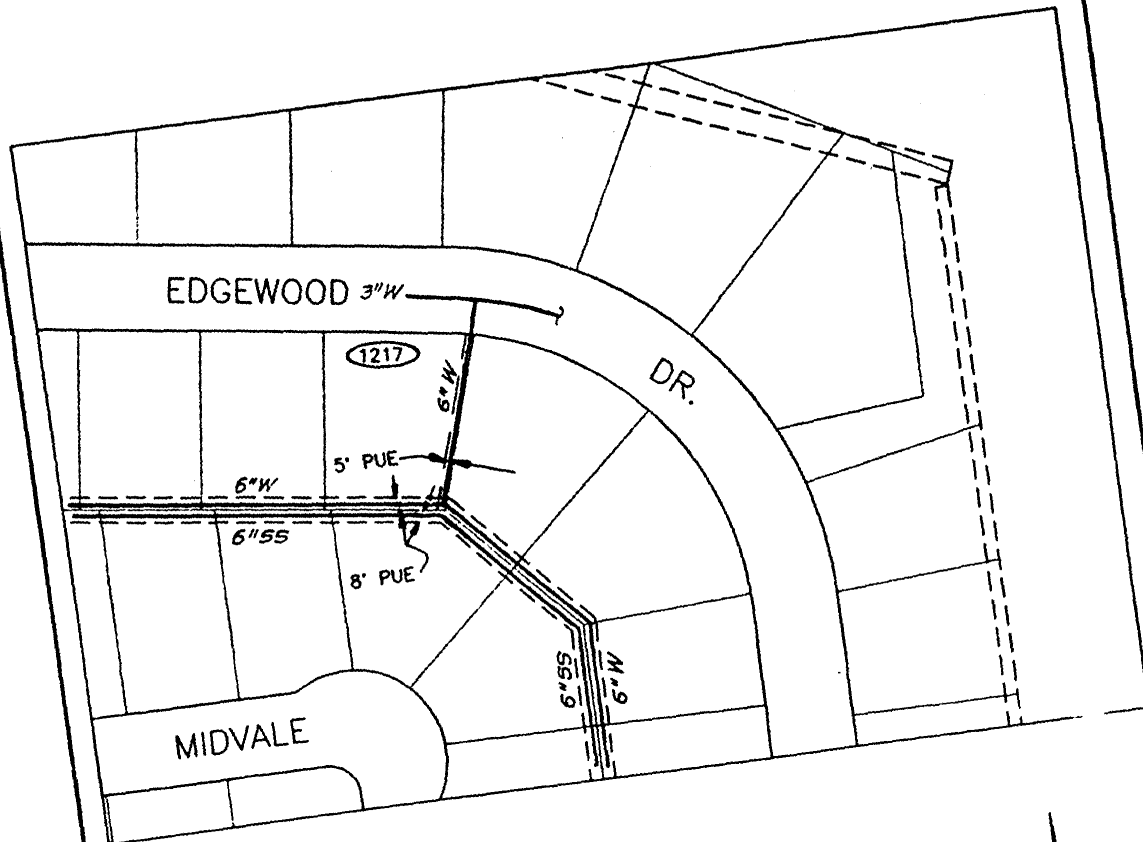 EDGEWOOD 3"W
1217
DR.
6"W
5' PUE
6"W
6"SS
8' PUE
6"SS
6"W
MIDVALE